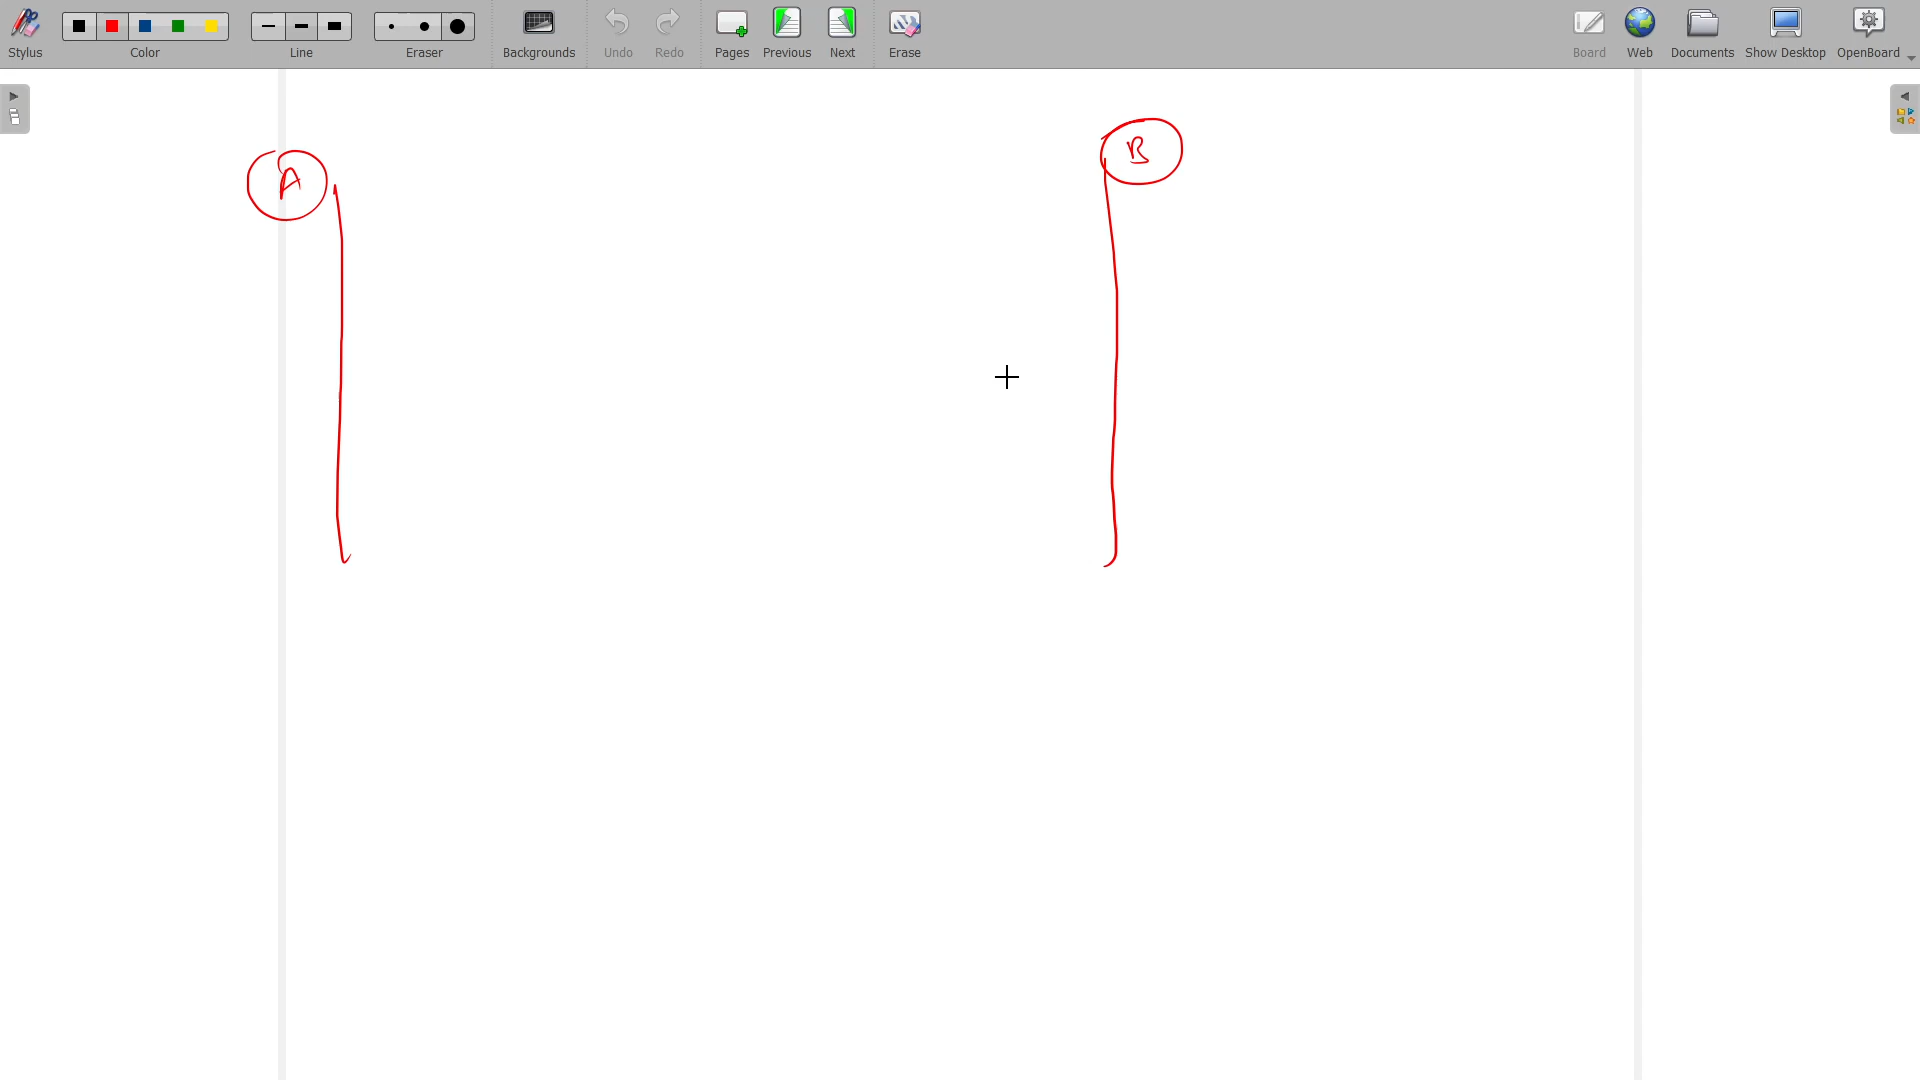 Stylus Color Line Eraser Backgrounds Undo Redo Pages Previous Next Erase Board Web Documents Show Desktop OpenBoard
B
A